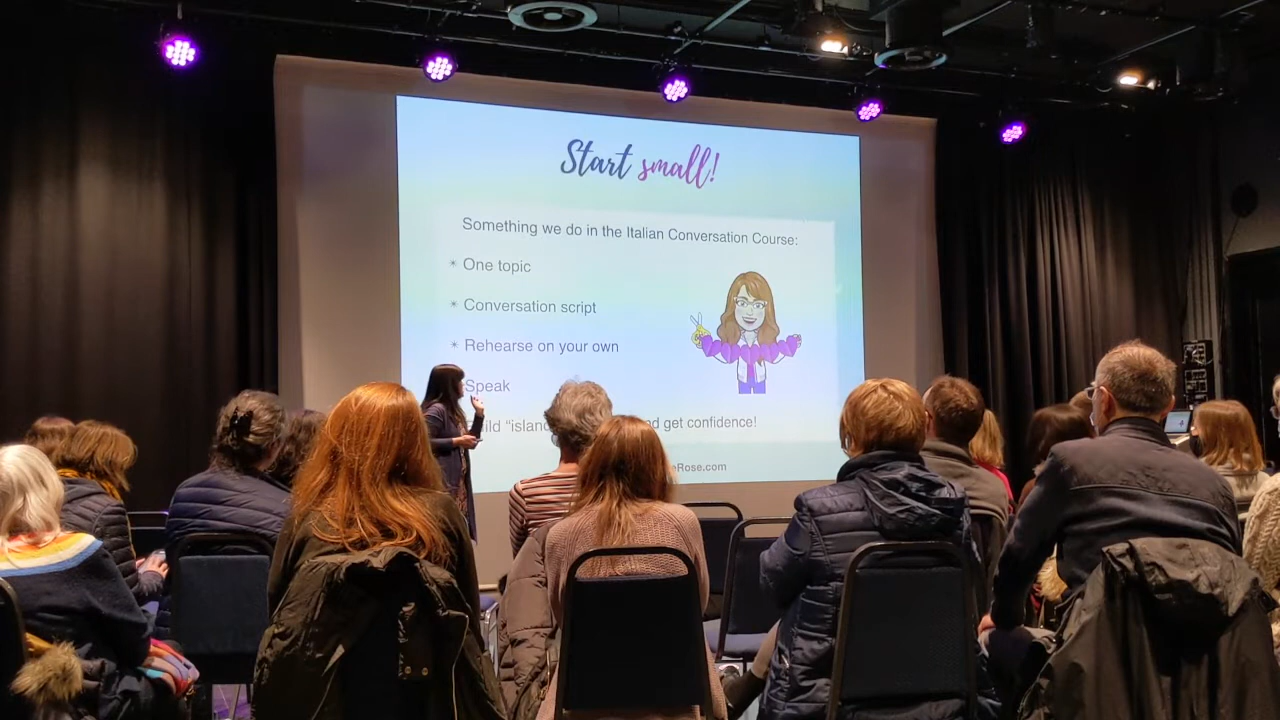 Start small!
Something we do in the Italian Conversation Course:
* One topic
* Conversation script
* Rehearse on your own
Speak
get confidence!
Rose.com